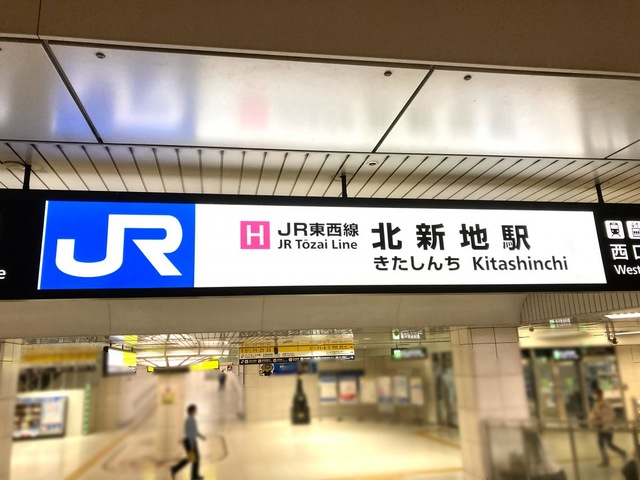 JR
H JR東西線
JR Tōzai Line
北新地駅
きたしんち Kitashinchi
西口
West
e